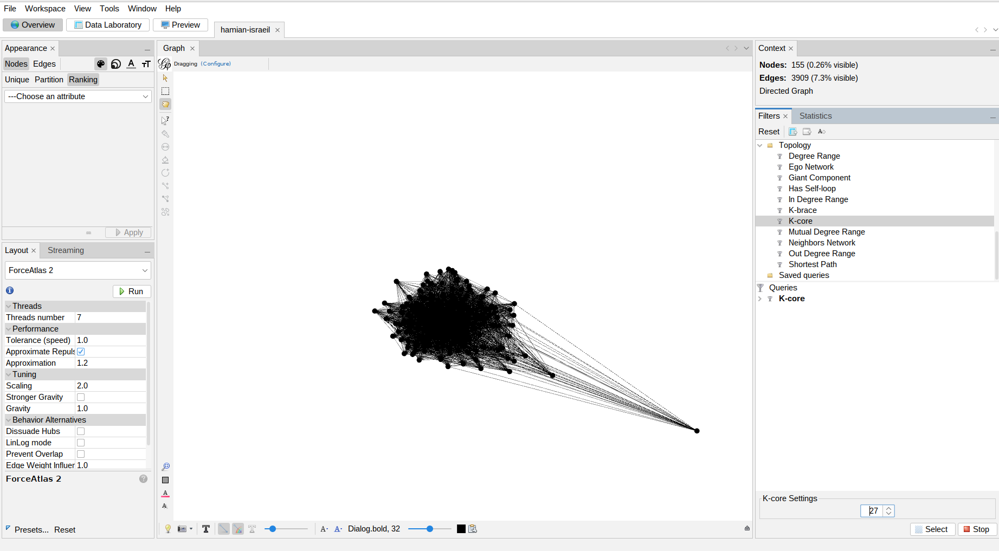 File Workspace View Tools Window Help
Overview Data Laboratory Preview hamian-israeil
Appearance
Nodes Edges
Unique Partition Ranking
---Choose an attribute
Apply
Layout Streaming
ForceAtlas 2
Run
Threads
Threads number 7
Performance
Tolerance (speed) 1.0
Approximate Repuls
Approximation 1.2
Tuning
Scaling 2.0
Stronger Gravity
Gravity 1.0
Behavior Alternatives
Dissuade Hubs
LinLog mode
Prevent Overlap
Edge Weight Influer 1.0
ForceAtlas 2
Presets... Reset
Graph
Dragging (Configure)
Dialog.bold, 32
Context
Nodes: 155 (0.26% visible)
Edges: 3909 (7.3% visible)
Directed Graph
Filters Statistics
Reset
Topology
Degree Range
Ego Network
Giant Component
Has Self-loop
In Degree Range
K-brace
K-core
Mutual Degree Range
Neighbors Network
Out Degree Range
Shortest Path
Saved queries
Queries
K-core
K-core Settings
27
Select Stop